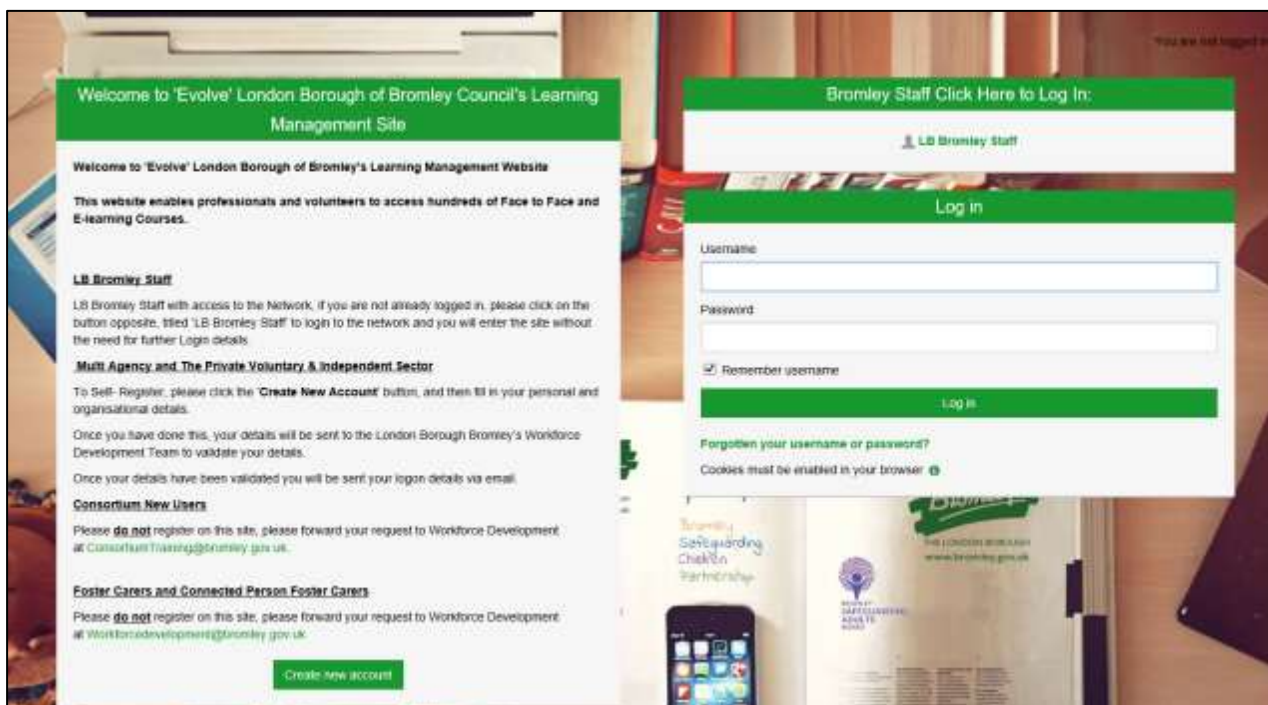 You are not logged in
Welcome to 'Evolve' London Borough of Bromley Council's Learning
Management Site
Welcome to 'Evolve' London Borough of Bromley's Learning Management Website
This website enables professionals and volunteers to access hundreds of Face to Face and
E-learning Courses.
LB Bromley Staff
LB Bromley Staff with access to the Network, if you are not already logged in, please click on the
button opposite, titled 'LB Bromley Staff' to login to the network and you will enter the site without
the need for further Login details.
Multi Agency and The Private Voluntary & Independent Sector
To Self- Register, please click the 'Create New Account' button, and then fill in your personal and
organisational details.
Once you have done this, your details will be sent to the London Borough Bromley's Workforce
Development Team to validate your details.
Once your details have been validated you will be sent your logon details via email.
Consortium New Users
Please do not register on this site, please forward your request to Workforce Development
at ConsortiumTraining@bromley.gov.uk.
Foster Carers and Connected Person Foster Carers
Please do not register on this site, please forward your request to Workforce Development
at Workforcedevelopment@bromley.gov.uk
Create new account
Bromley Staff Click Here to Log In:
LB Bromley Staff
Log in
Username
Password
Remember username
Log in
Forgotten your username or password?
Cookies must be enabled in your browser
Bromley
Safeguarding
Children
Partnership
Bromley
THE LONDON BOROUGH
www.bromley.gov.uk
BROMLEY
SAFEGUARDING
ADULTS
BOARD